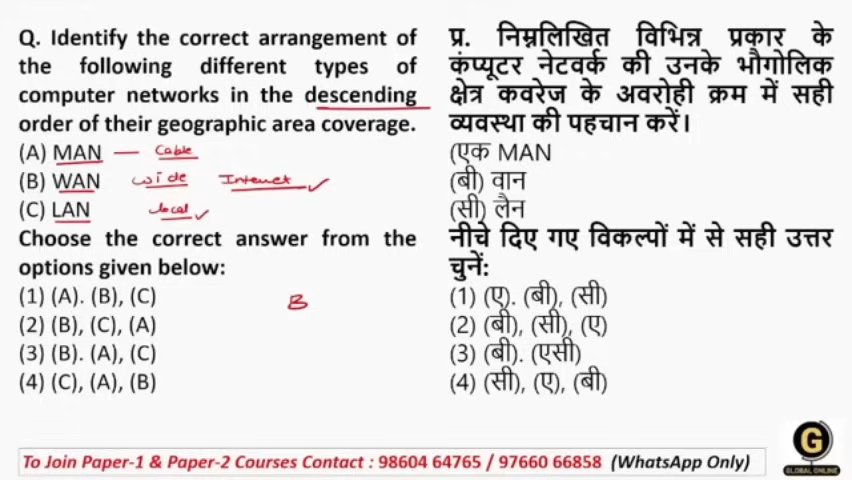 Q. Identify the correct arrangement of
the following different types of
computer networks in the descending
order of their geographic area coverage.
(A) MAN — Cable
(B) WAN wide Internet ✓
(C) LAN local ✓
Choose the correct answer from the
options given below:
(1) (A). (B), (C)
B
(2) (B), (C), (A)
(3) (B). (A), (C)
(4) (C), (A), (B)
प्र. निम्नलिखित विभिन्न प्रकार के
कंप्यूटर नेटवर्क की उनके भौगोलिक
क्षेत्र कवरेज के अवरोही क्रम में सही
व्यवस्था की पहचान करें।
(एक MAN
(बी) वान
(सी) लैन
नीचे दिए गए विकल्पों में से सही उत्तर
चुनें:
(1) (ए). (बी), (सी)
(2) (बी), (सी), (ए)
(3) (बी). (एसी)
(4) (सी), (ए), (बी)
G
GLOBAL ONLINE
To Join Paper-1 & Paper-2 Courses Contact : 98604 64765 / 97660 66858 (WhatsApp Only)